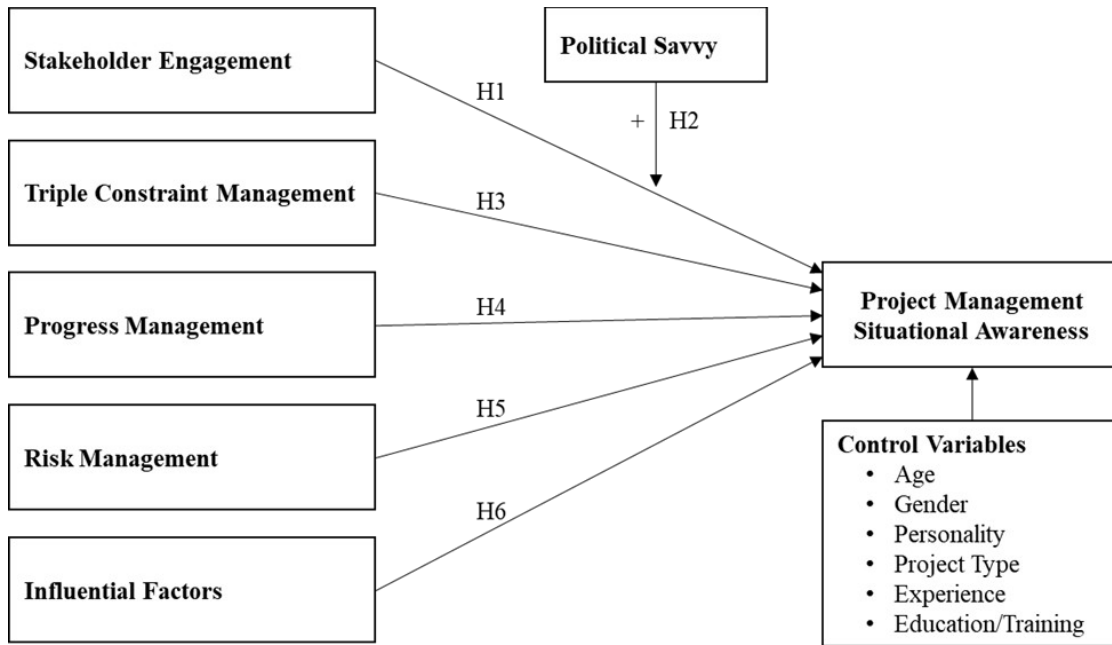 Stakeholder Engagement
Political Savvy
H1
+ H2
Triple Constraint Management
H3
Progress Management
H4
Project Management
Situational Awareness
Risk Management
H5
Control Variables
• Age
• Gender
• Personality
• Project Type
• Experience
• Education/Training
Influential Factors
H6